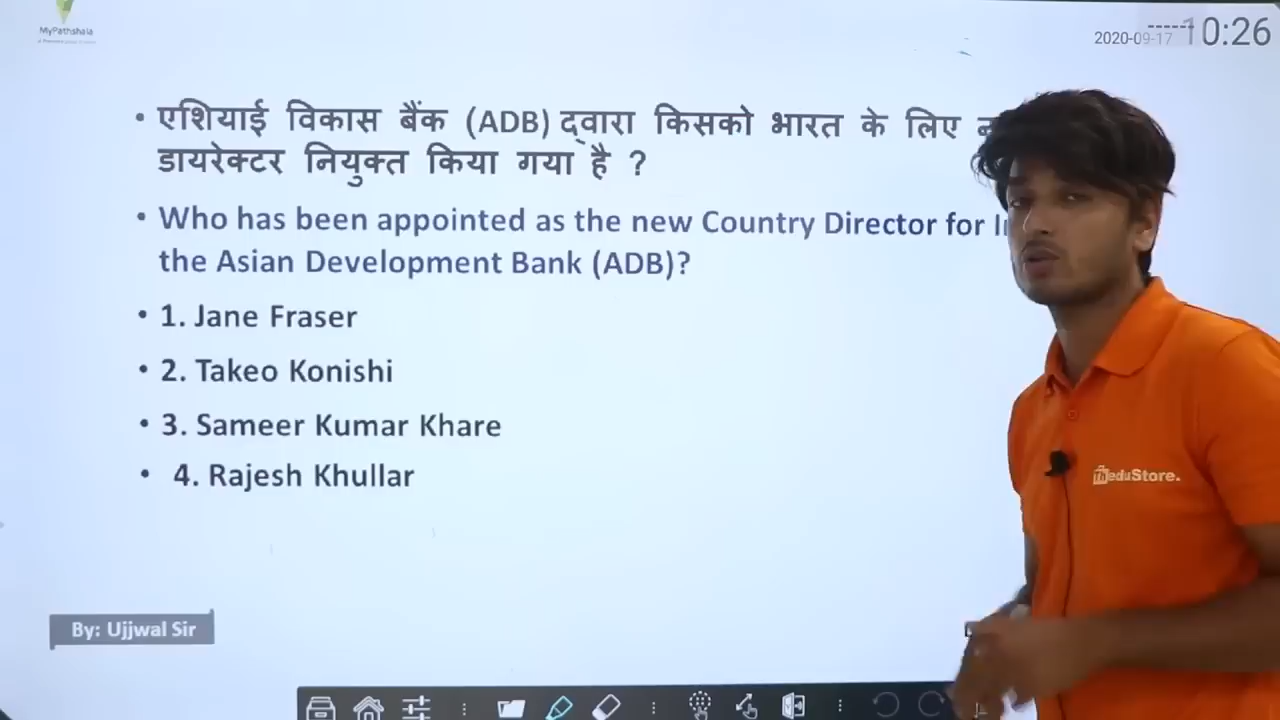 MyPathshala
2020-09-17 10:26
• एशियाई विकास बैंक (ADB) द्वारा किसको भारत के लिए
डायरेक्टर नियुक्त किया गया है ?
• Who has been appointed as the new Country Director for
the Asian Development Bank (ADB)?
• 1. Jane Fraser
• 2. Takeo Konishi
• 3. Sameer Kumar Khare
• 4. Rajesh Khullar
TheduStore.
By: Ujjwal Sir